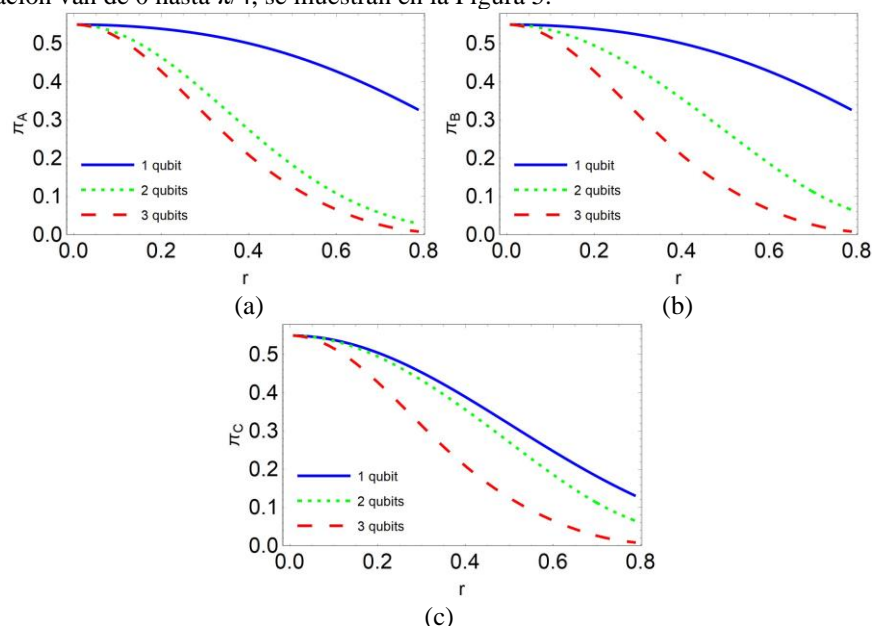 van de 0 hasta π/4, se muestran en la Figura
0.5
0.4
0.3
0.2
0.1
0.0
π_A
1 qubit
2 qubits
3 qubits
0.0 0.2 0.4 0.6 0.8
r
(a)
0.5
0.4
0.3
0.2
0.1
0.0
π_B
1 qubit
2 qubits
3 qubits
0.0 0.2 0.4 0.6 0.8
r
(b)
0.5
0.4
0.3
0.2
0.1
0.0
π_C
1 qubit
2 qubits
3 qubits
0.0 0.2 0.4 0.6 0.8
r
(c)